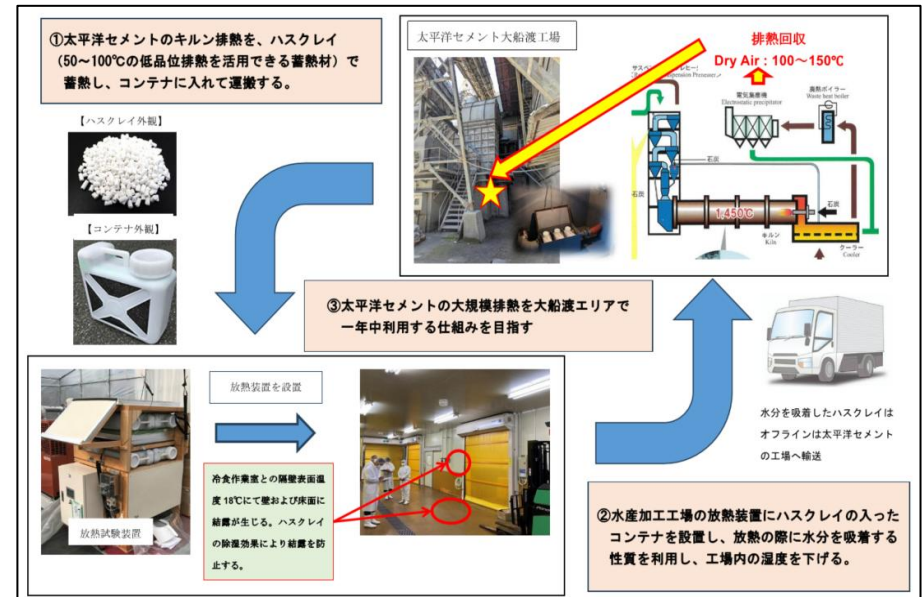 ①太平洋セメントのキルン排熱を、ハスクレイ
（50～100℃の低品位排熱を活用できる蓄熱材）で
蓄熱し、コンテナに入れて運搬する。
【ハスクレイ外観】
【コンテナ外観】
太平洋セメント大船渡工場
排熱回収
Dry Air：100～150℃
電気集塵機
Electrostatic precipitator
廃熱ボイラー
Waste heat boiler
石炭
石炭
石炭
1,450℃
キルン
Kiln
クーラー
Cooler
③太平洋セメントの大規模排熱を大船渡エリアで
一年中利用する仕組みを目指す
放熱装置を設置
放熱試験装置
冷食作業室との隔壁表面温
度 18℃にて壁および床面に
結露が生じる。ハスクレイ
の除湿効果により結露を防
止する。
水分を吸着したハスクレイは
オフラインは太平洋セメント
の工場へ輸送
②水産加工工場の放熱装置にハスクレイの入った
コンテナを設置し、放熱の際に水分を吸着する
性質を利用し、工場内の湿度を下げる。